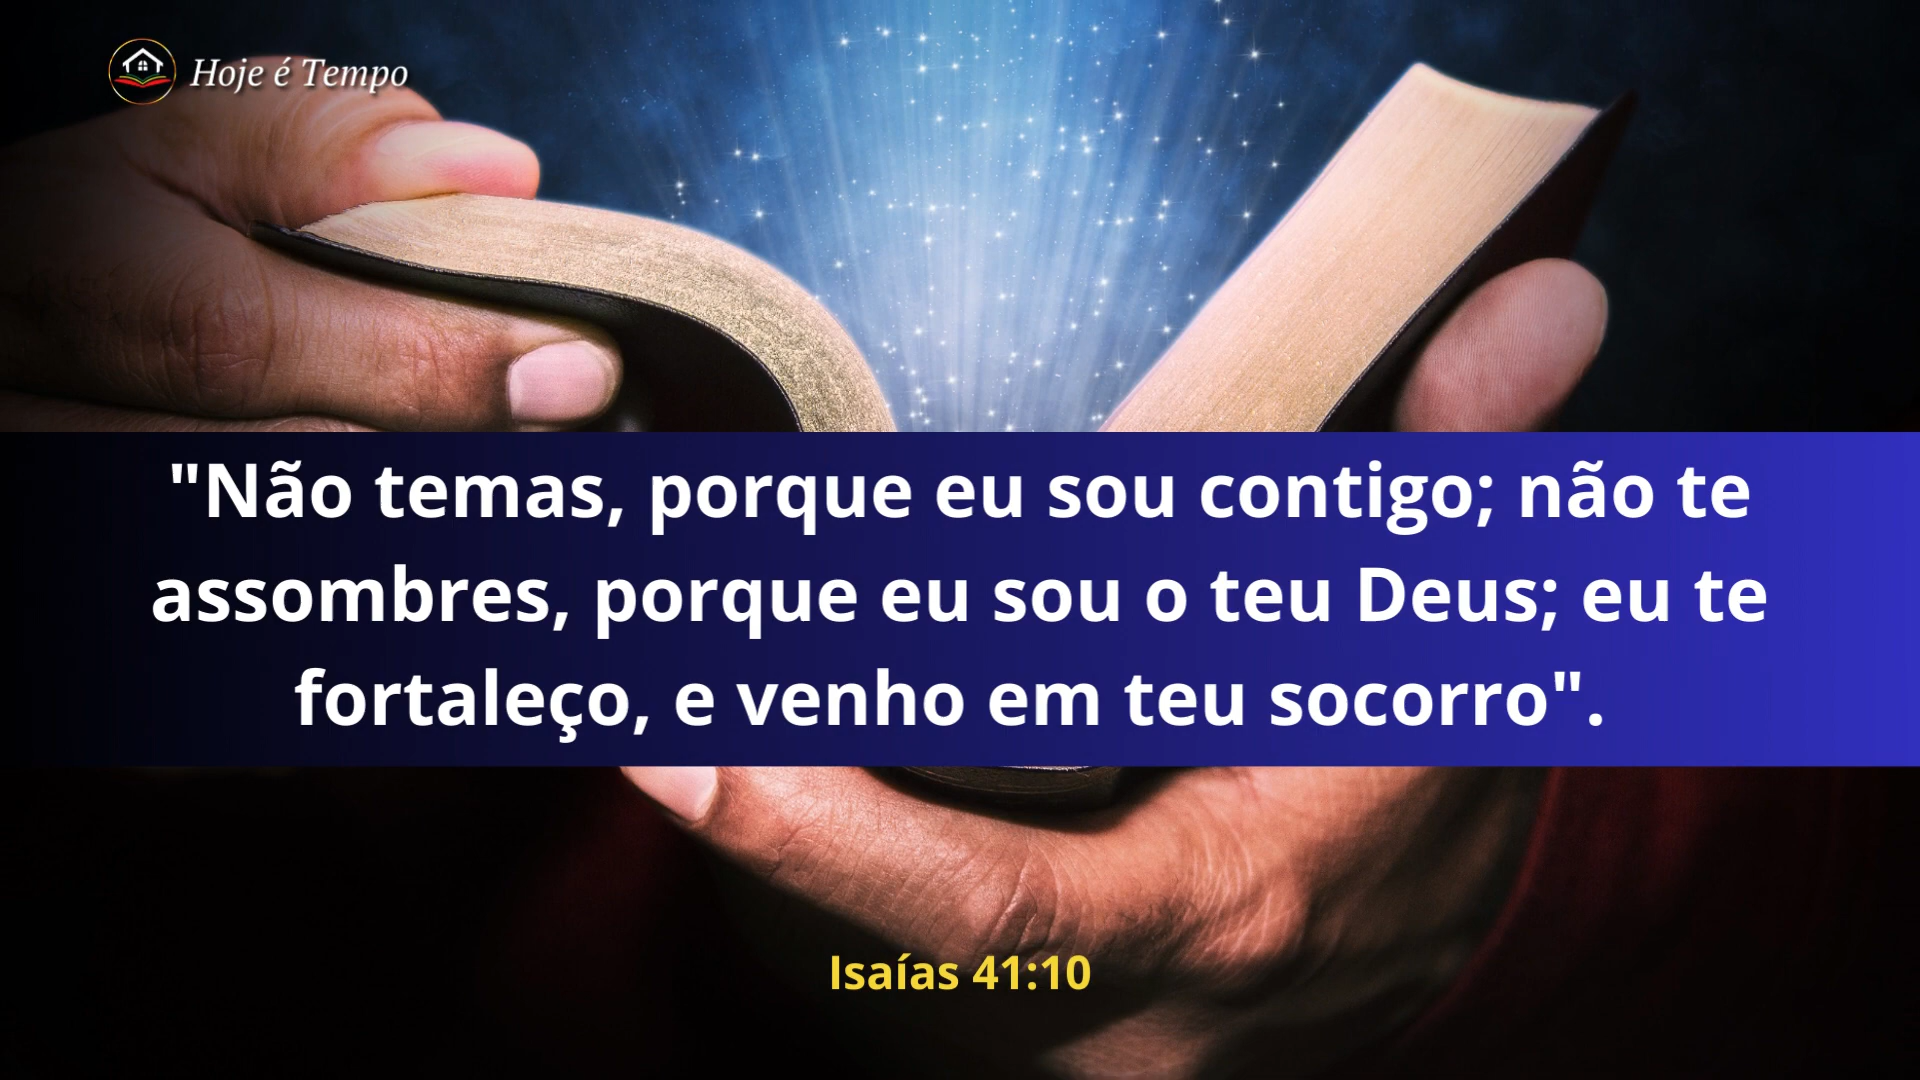 Hoje é Tempo
"Não temas, porque eu sou contigo; não te
assombres, porque eu sou o teu Deus; eu te
fortaleço, e venho em teu socorro".
Isaías 41:10